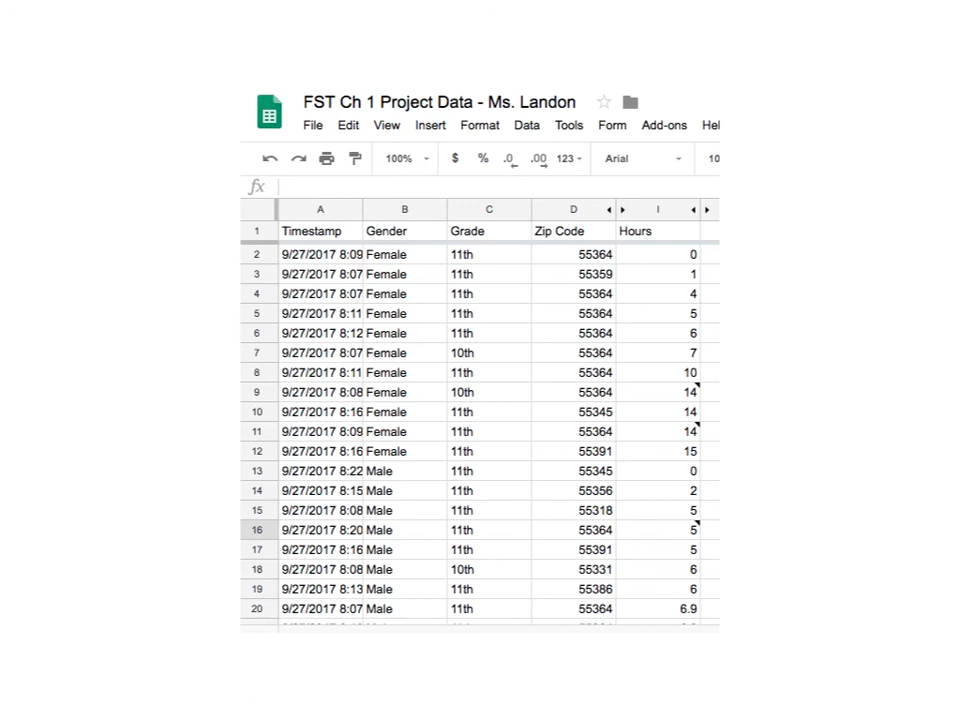 FST Ch 1 Project Data - Ms. Landon
File Edit View Insert Format Data Tools Form Add-ons Hel
100% $ % .0 .00 123 Arial 10
fx
A B C D I
1 Timestamp Gender Grade Zip Code Hours
2 9/27/2017 8:09 Female 11th 55364 0
3 9/27/2017 8:07 Female 11th 55359 1
4 9/27/2017 8:07 Female 11th 55364 4
5 9/27/2017 8:11 Female 11th 55364 5
6 9/27/2017 8:12 Female 11th 55364 6
7 9/27/2017 8:07 Female 10th 55364 7
8 9/27/2017 8:11 Female 11th 55364 10
9 9/27/2017 8:08 Female 10th 55364 14
10 9/27/2017 8:16 Female 11th 55345 14
11 9/27/2017 8:09 Female 11th 55364 14
12 9/27/2017 8:16 Female 11th 55391 15
13 9/27/2017 8:22 Male 11th 55345 0
14 9/27/2017 8:15 Male 11th 55356 2
15 9/27/2017 8:08 Male 11th 55318 5
16 9/27/2017 8:20 Male 11th 55364 5
17 9/27/2017 8:16 Male 11th 55391 5
18 9/27/2017 8:08 Male 10th 55331 6
19 9/27/2017 8:13 Male 11th 55386 6
20 9/27/2017 8:07 Male 11th 55364 6.9